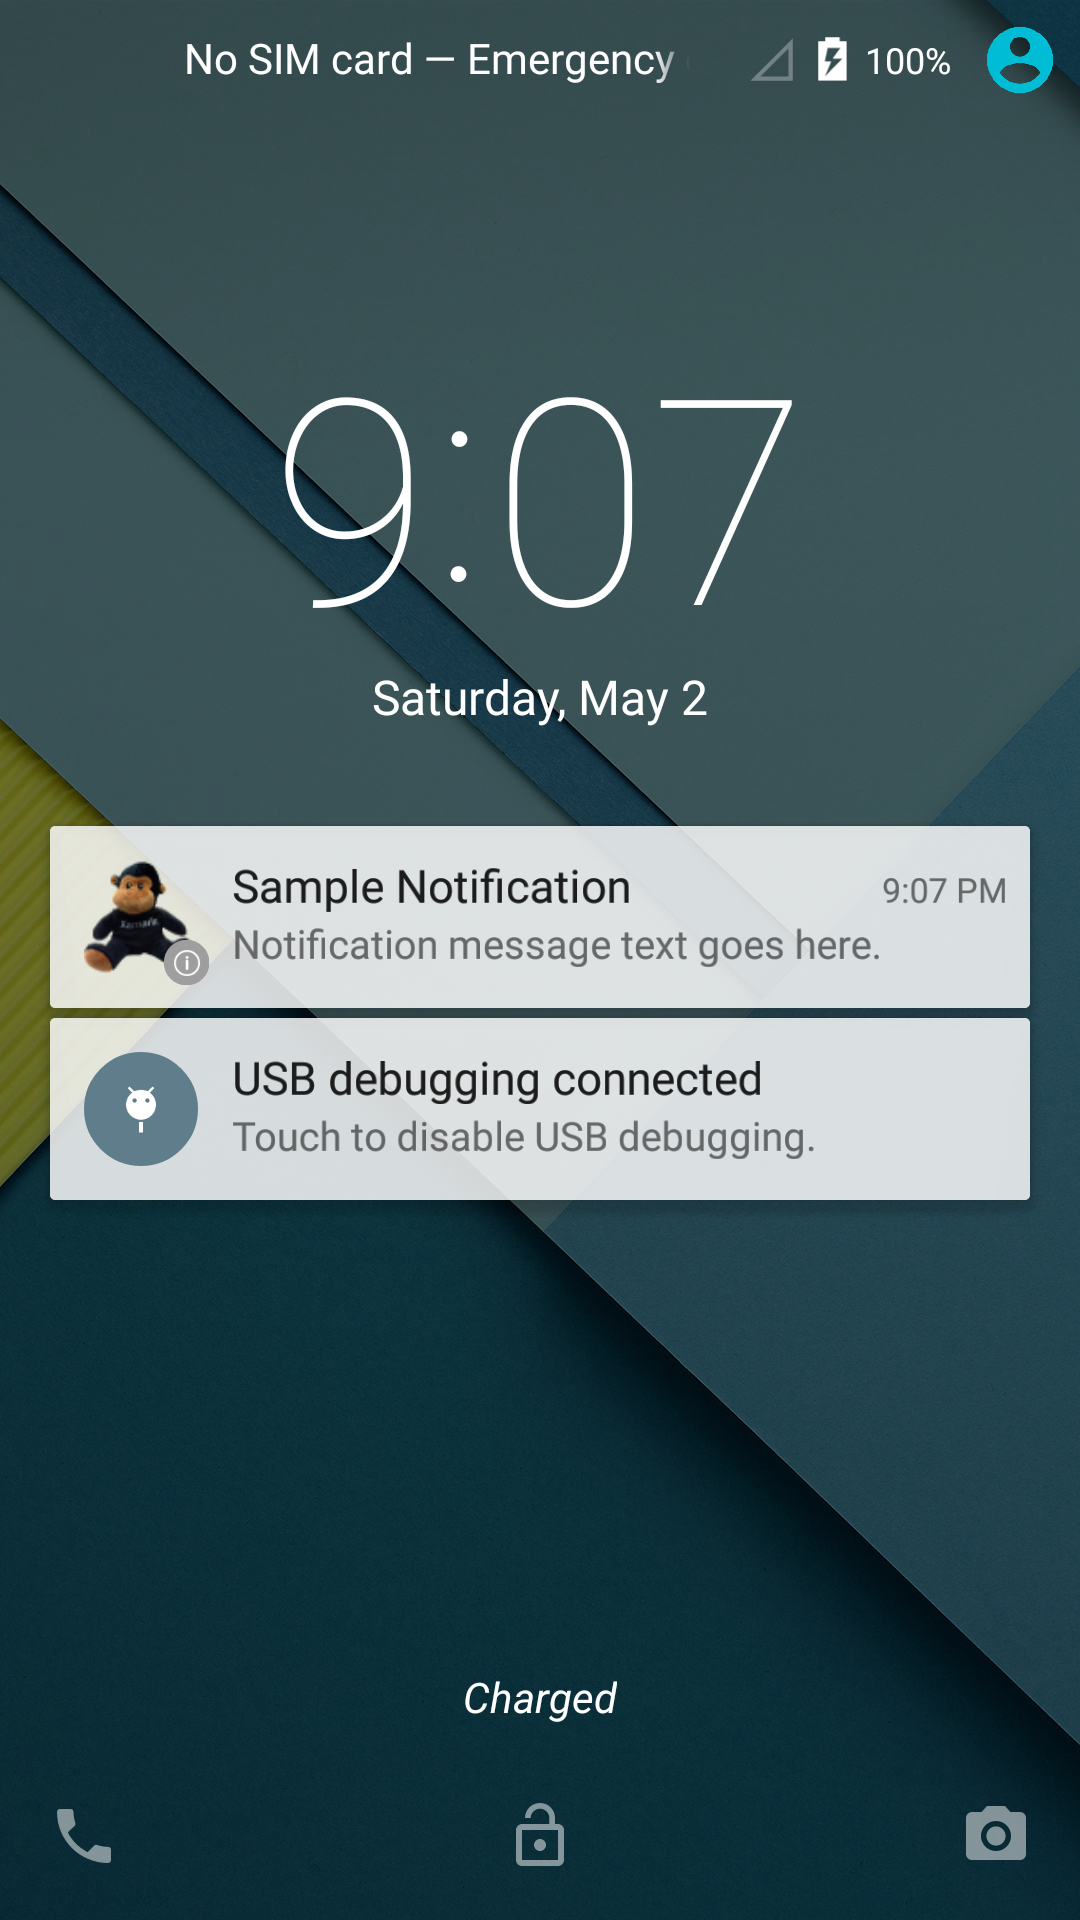 No SIM card — Emergency
100%
9:07
Saturday, May 2
Sample Notification
9:07 PM
Notification message text goes here.
Xamarin
USB debugging connected
Touch to disable USB debugging.
Charged